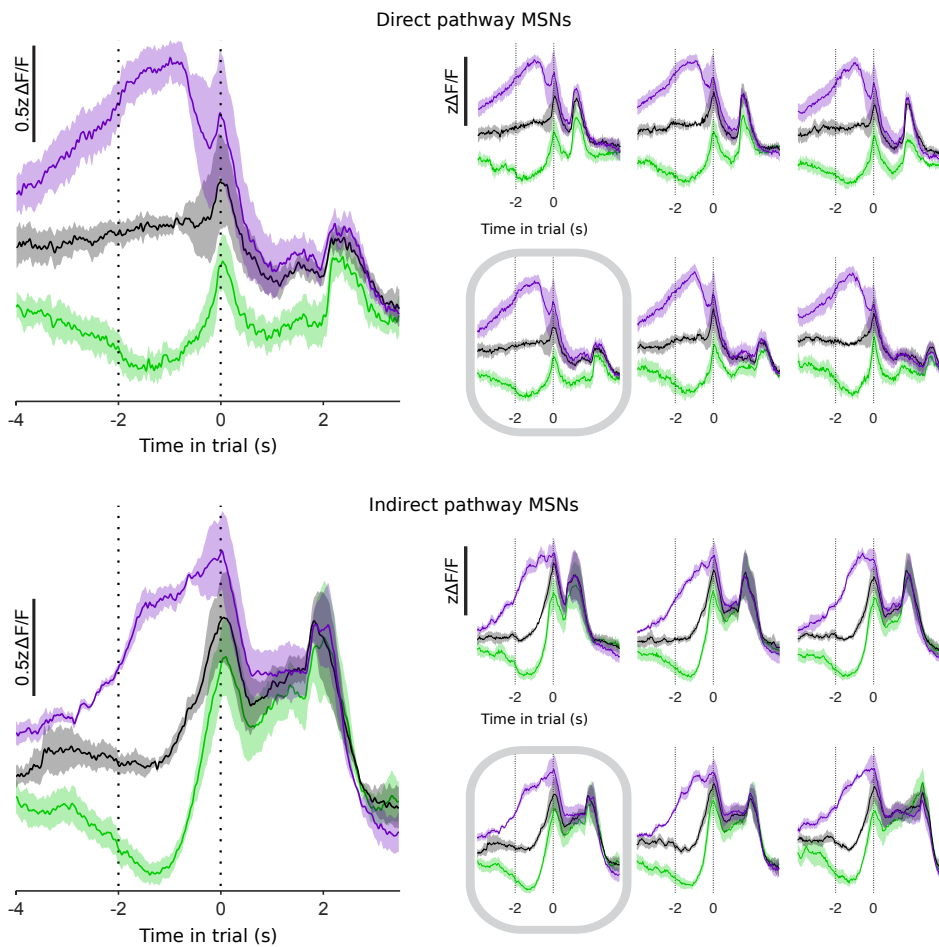 Direct pathway MSNs
0.5z ΔF/F
-4 -2 0 2
Time in trial (s)
zΔF/F
-2 0 -2 0 -2 0
Time in trial (s)
-2 0 -2 0 -2 0
Indirect pathway MSNs
0.5z ΔF/F
-4 -2 0 2
Time in trial (s)
zΔF/F
-2 0 -2 0 -2 0
Time in trial (s)
-2 0 -2 0 -2 0